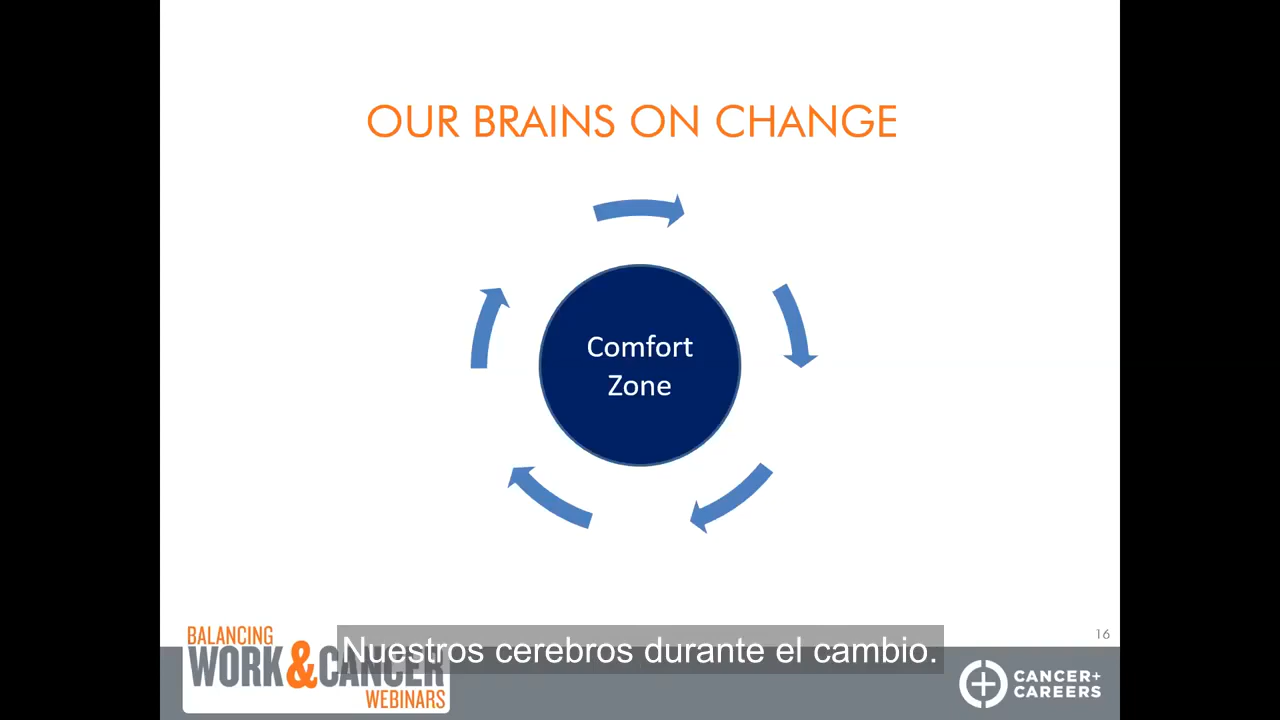 OUR BRAINS ON CHANGE
Comfort
Zone
16
BALANCING
WORK&CANCER
WEBINARS
Nuestros cerebros durante el cambio.
CANCER+
CAREERS